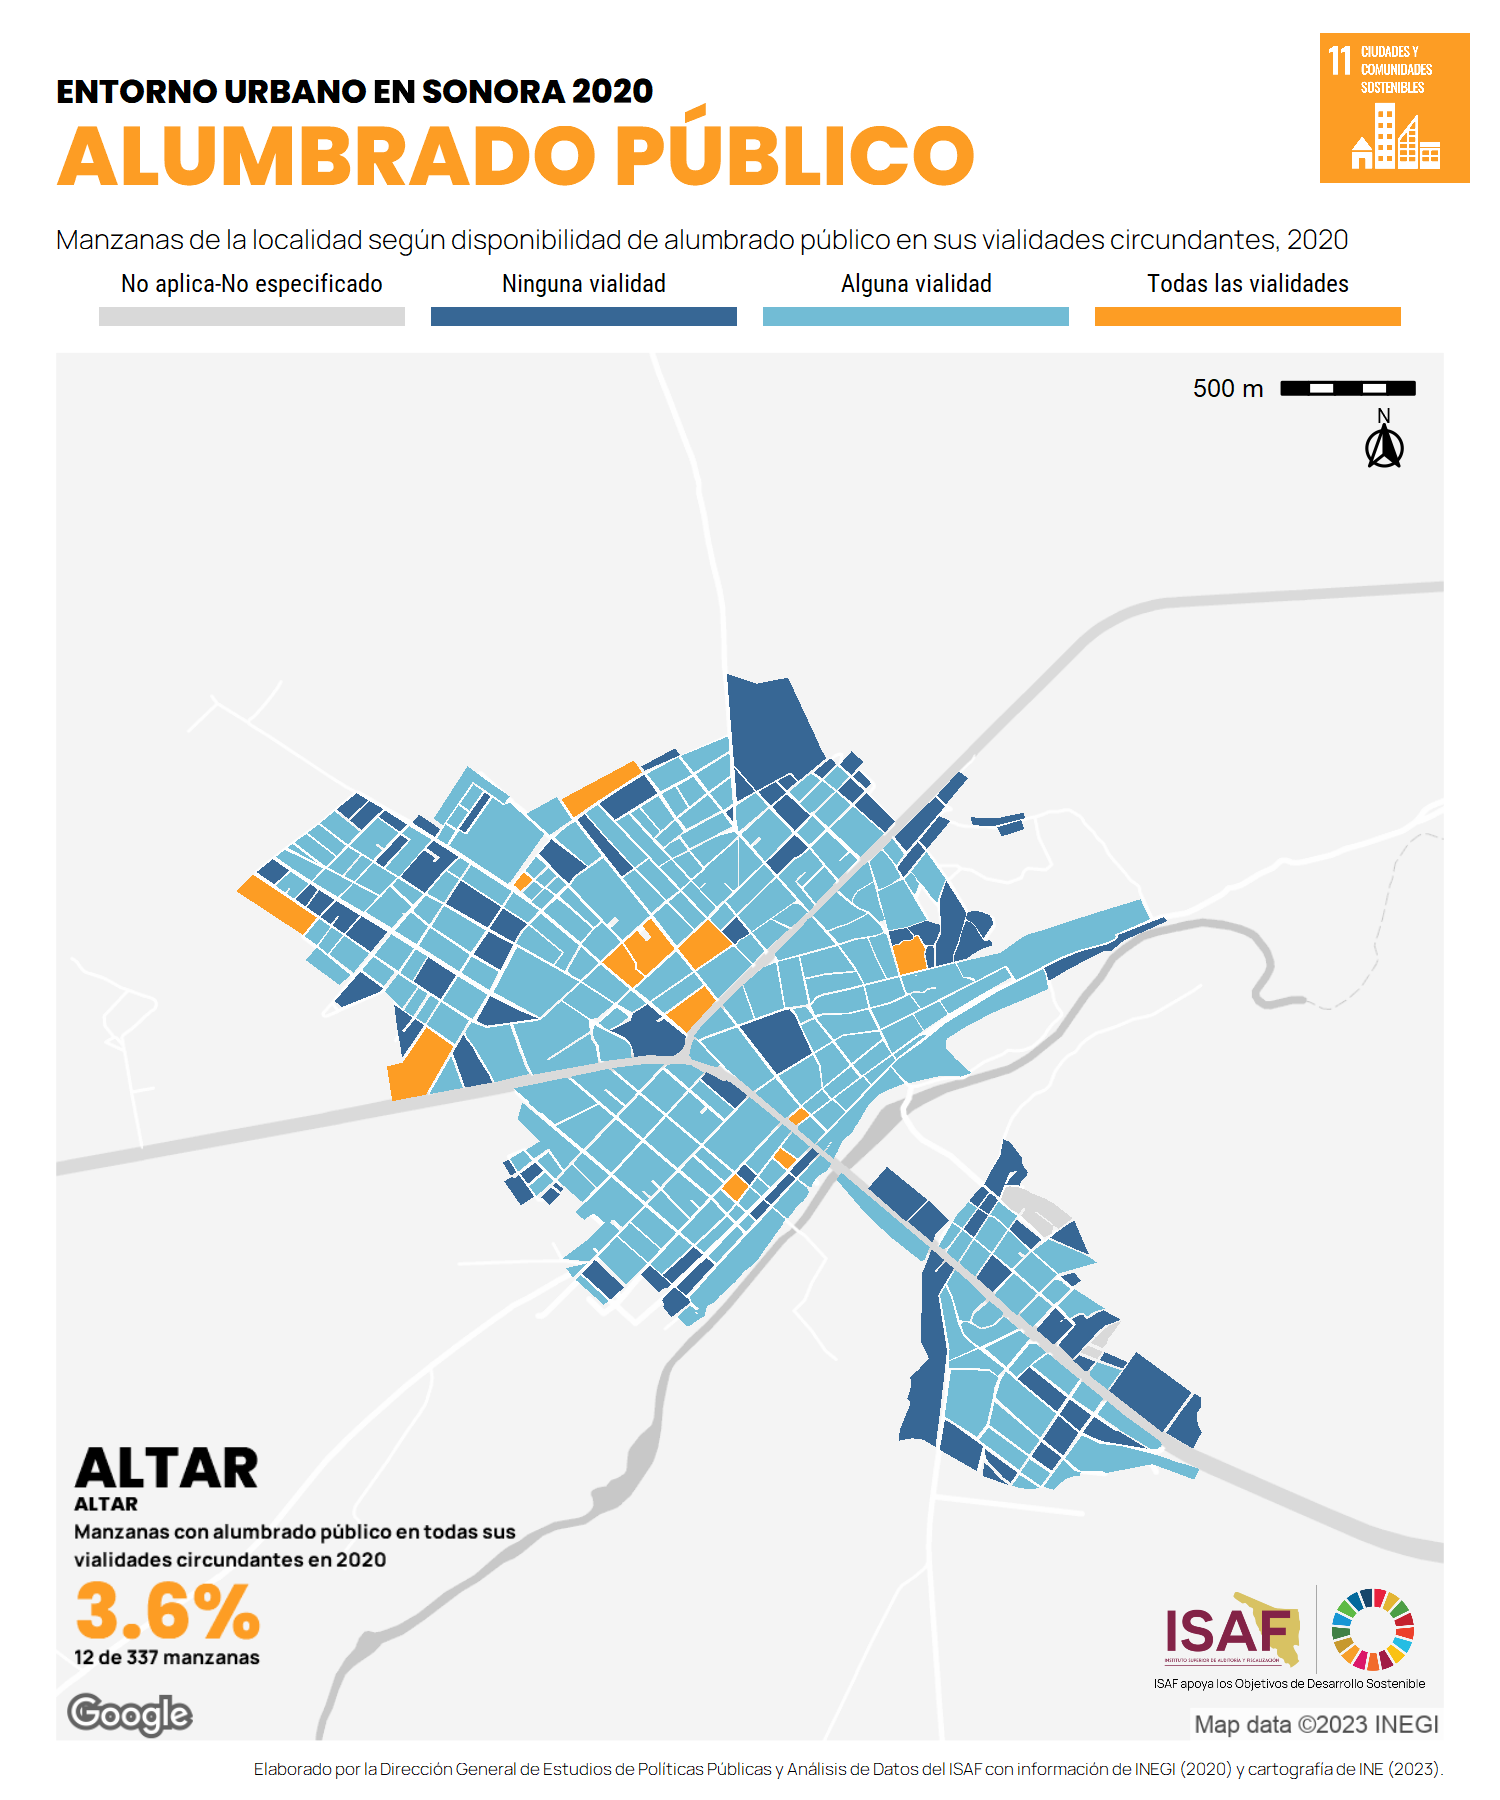 11 CIUDADES Y
COMUNIDADES
SOSTENIBLES
ENTORNO URBANO EN SONORA 2020
ALUMBRADO PÚBLICO
Manzanas de la localidad según disponibilidad de alumbrado público en sus vialidades circundantes, 2020
No aplica-No especificado
Ninguna vialidad
Alguna vialidad
Todas las vialidades
500 m
N
ALTAR
ALTAR
Manzanas con alumbrado público en todas sus
vialidades circundantes en 2020
3.6%
12 de 337 manzanas
Google
ISAF
INSTITUTO SUPERIOR DE AUDITORÍA Y FISCALIZACIÓN
ISAF apoya los Objetivos de Desarrollo Sostenible
Map data ©2023 INEGI
Elaborado por la Dirección General de Estudios de Políticas Públicas y Análisis de Datos del ISAF con información de INEGI (2020) y cartografía de INE (2023).